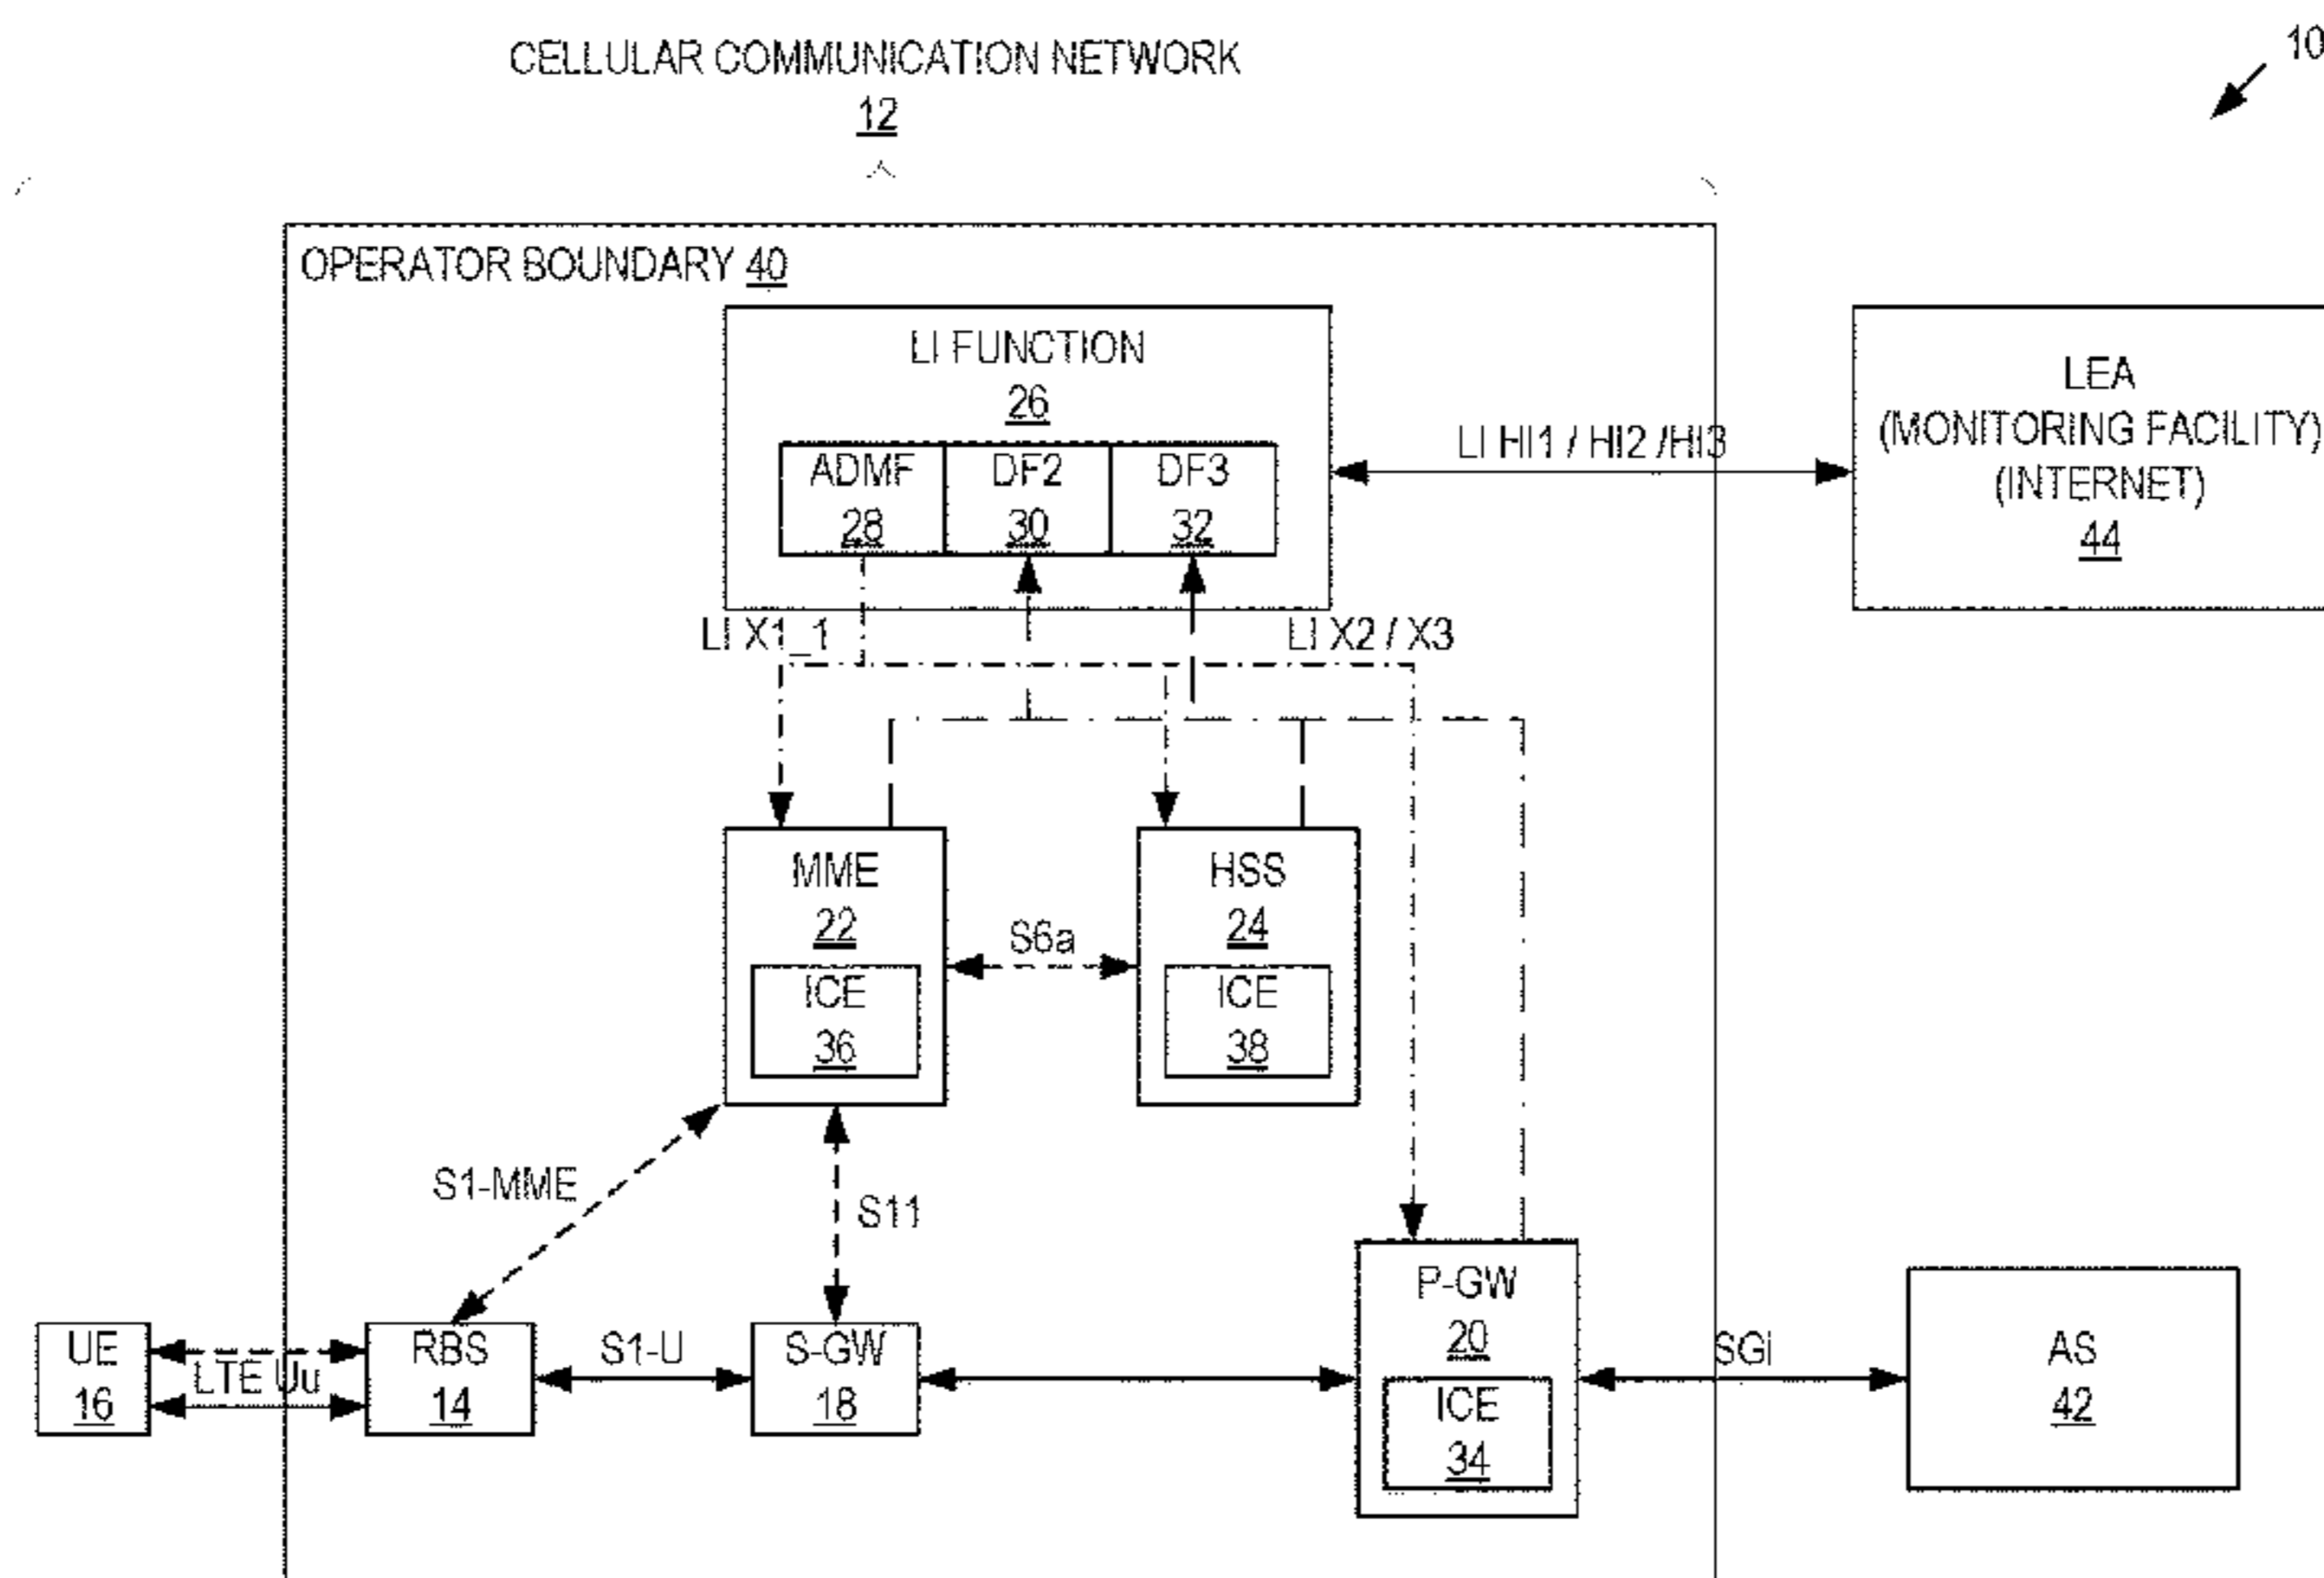 CELLULAR COMMUNICATION NETWORK
12
10
OPERATOR BOUNDARY 40
LI FUNCTION
26
ADMF
28
DF2
30
DF3
32
LI HI1 / HI2 /HI3
LEA
(MONITORING FACILITY)
(INTERNET)
44
LI X1_1
LI X2 / X3
MME
22
ICE
36
S6a
HSS
24
ICE
38
S1-MME
S11
UE
16
LTE Uu
RBS
14
S1-U
S-GW
18
P-GW
20
ICE
34
SGi
AS
42